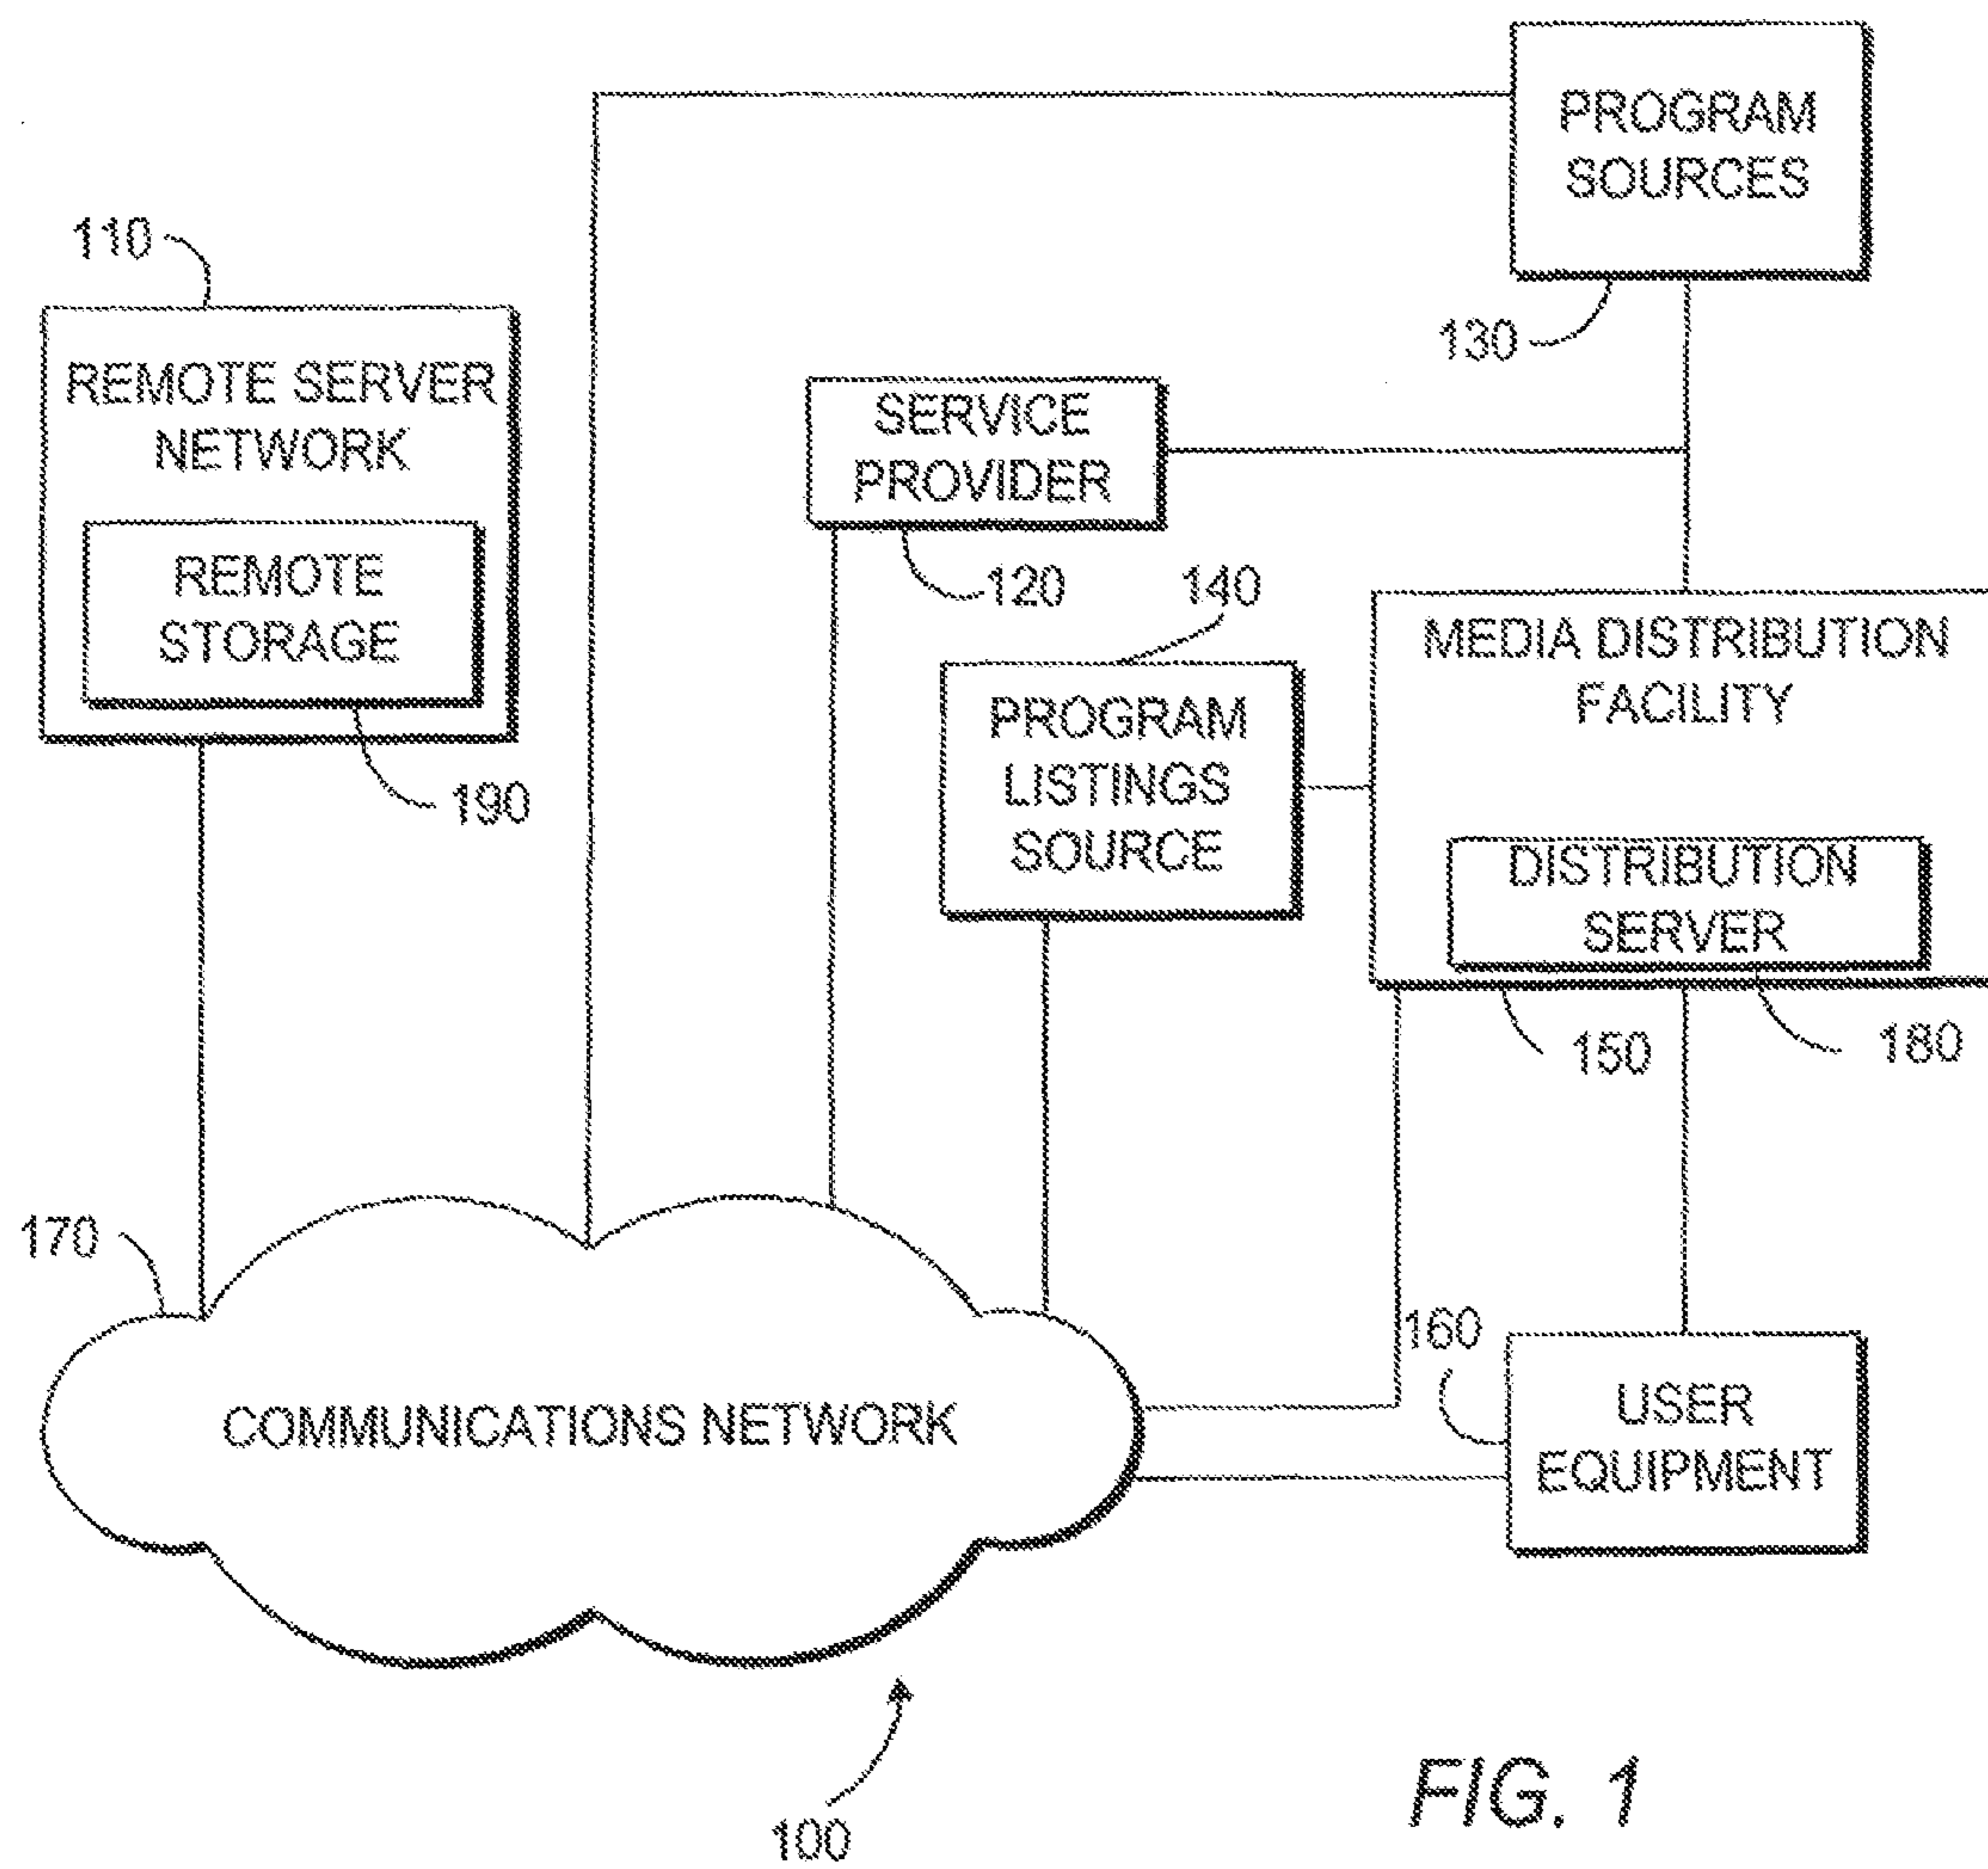 PROGRAM
SOURCES
130
110
REMOTE SERVER
NETWORK
REMOTE
STORAGE
190
SERVICE
PROVIDER
120
140
PROGRAM
LISTINGS
SOURCE
MEDIA DISTRIBUTION
FACILITY
DISTRIBUTION
SERVER
150
180
170
COMMUNICATIONS NETWORK
160
USER
EQUIPMENT
100
FIG. 1